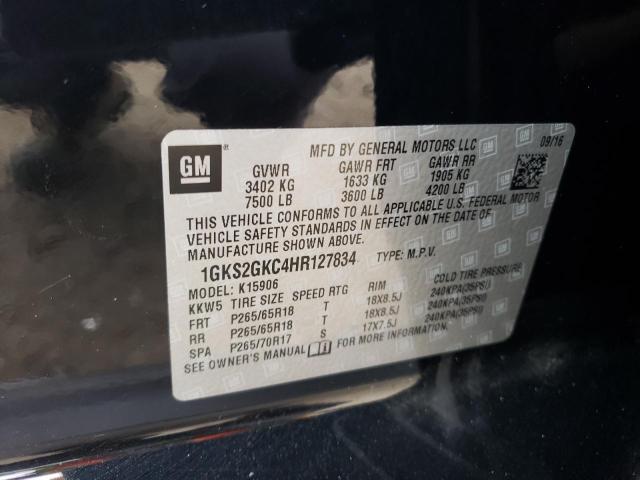 GM
MFD BY GENERAL MOTORS LLC 09/16
GVWR GAWR FRT GAWR RR
3402 KG 1633 KG 1905 KG
7500 LB 3600 LB 4200 LB
THIS VEHICLE CONFORMS TO ALL APPLICABLE U.S. FEDERAL MOTOR
VEHICLE SAFETY STANDARDS IN EFFECT ON THE DATE OF
MANUFACTURE SHOWN ABOVE.
1GKS2GKC4HR127834 TYPE: M.P.V.
MODEL: K15906
KKW5 TIRE SIZE SPEED RTG RIM COLD TIRE PRESSURE
FRT P265/65R18 T 18X8.5J 240KPA(35PSI)
RR P265/65R18 T 18X8.5J 240KPA(35PSI)
SPA P265/70R17 S 17X7.5J 240KPA(35PSI)
SEE OWNER'S MANUAL FOR MORE INFORMATION.